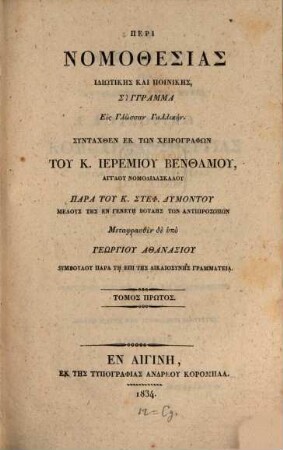 ΠΕΡΙ
ΝΟΜΟΘΕΣΙΑΣ
ΙΔΙΩΤΙΚΗΣ ΚΑΙ ΠΟΙΝΙΚΗΣ,
ΣΥΓΓΡΑΜΜΑ
Εἰς Γλῶσσαν Γαλλικὴν.
ΣΥΝΤΑΧΘΕΝ ΕΚ ΤΩΝ ΧΕΙΡΟΓΡΑΦΩΝ
ΤΟΥ Κ. ΙΕΡΕΜΙΟΥ ΒΕΝΘΑΜΟΥ,
ΑΓΓΛΟΥ ΝΟΜΟΔΙΔΑΣΚΑΛΟΥ
ΠΑΡΑ ΤΟΥ Κ. ΣΤΕΦ. ΔΥΜΟΝΤΟΥ
ΜΕΛΟΥΣ ΤΗΣ ΕΝ ΓΕΝΕΥΗ ΒΟΥΛΗΣ ΤΩΝ ΑΝΤΙΠΡΟΣΩΠΩΝ
Μεταφρασθὲν δὲ ὑπὸ
ΓΕΩΡΓΙΟΥ ΑΘΑΝΑΣΙΟΥ
ΣΥΜΒΟΥΛΟΥ ΠΑΡΑ ΤΗ ΕΠΙ ΤΗΣ ΔΙΚΑΙΟΣΥΝΗΣ ΓΡΑΜΜΑΤΕΙΑ.
ΤΟΜΟΣ ΠΡΩΤΟΣ.
ΕΝ ΑΙΓΙΝΗ,
ΕΚ ΤΗΣ ΤΥΠΟΓΡΑΦΙΑΣ ΑΝΔΡΕΟΥ ΚΟΡΟΜΗΛΑ.
1834.